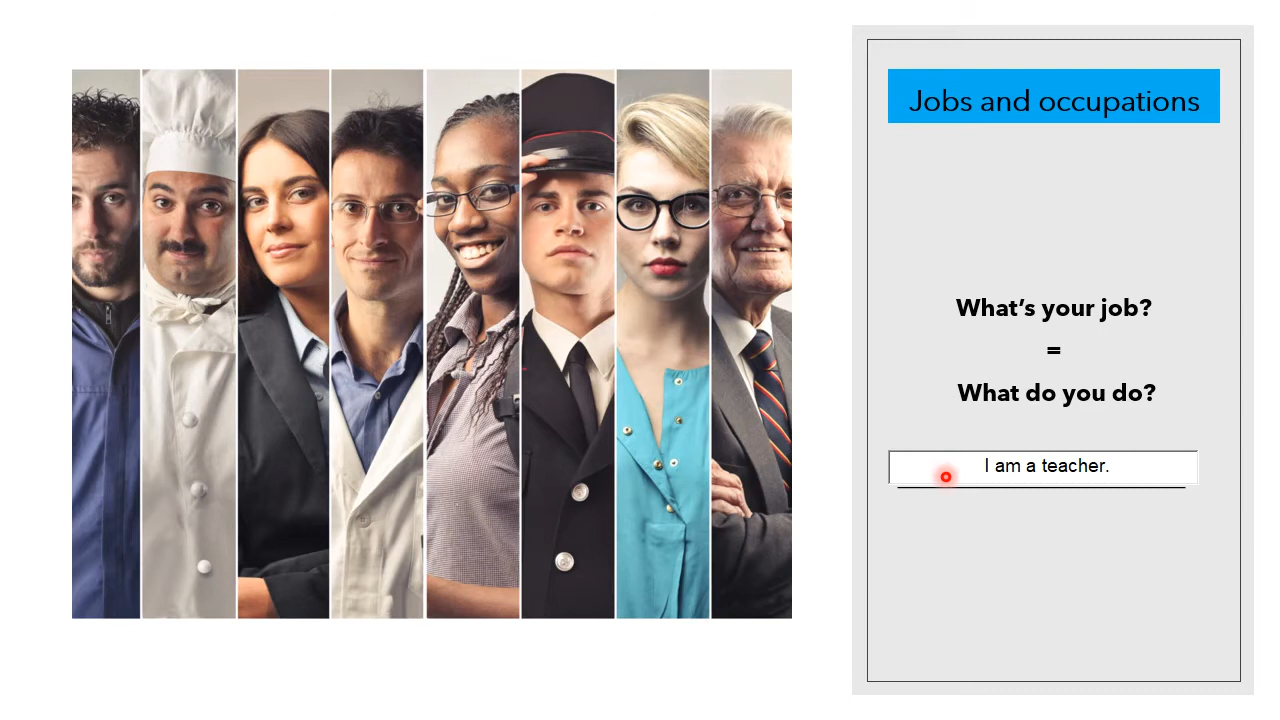 Jobs and occupations
What's your job?
=
What do you do?
I am a teacher.